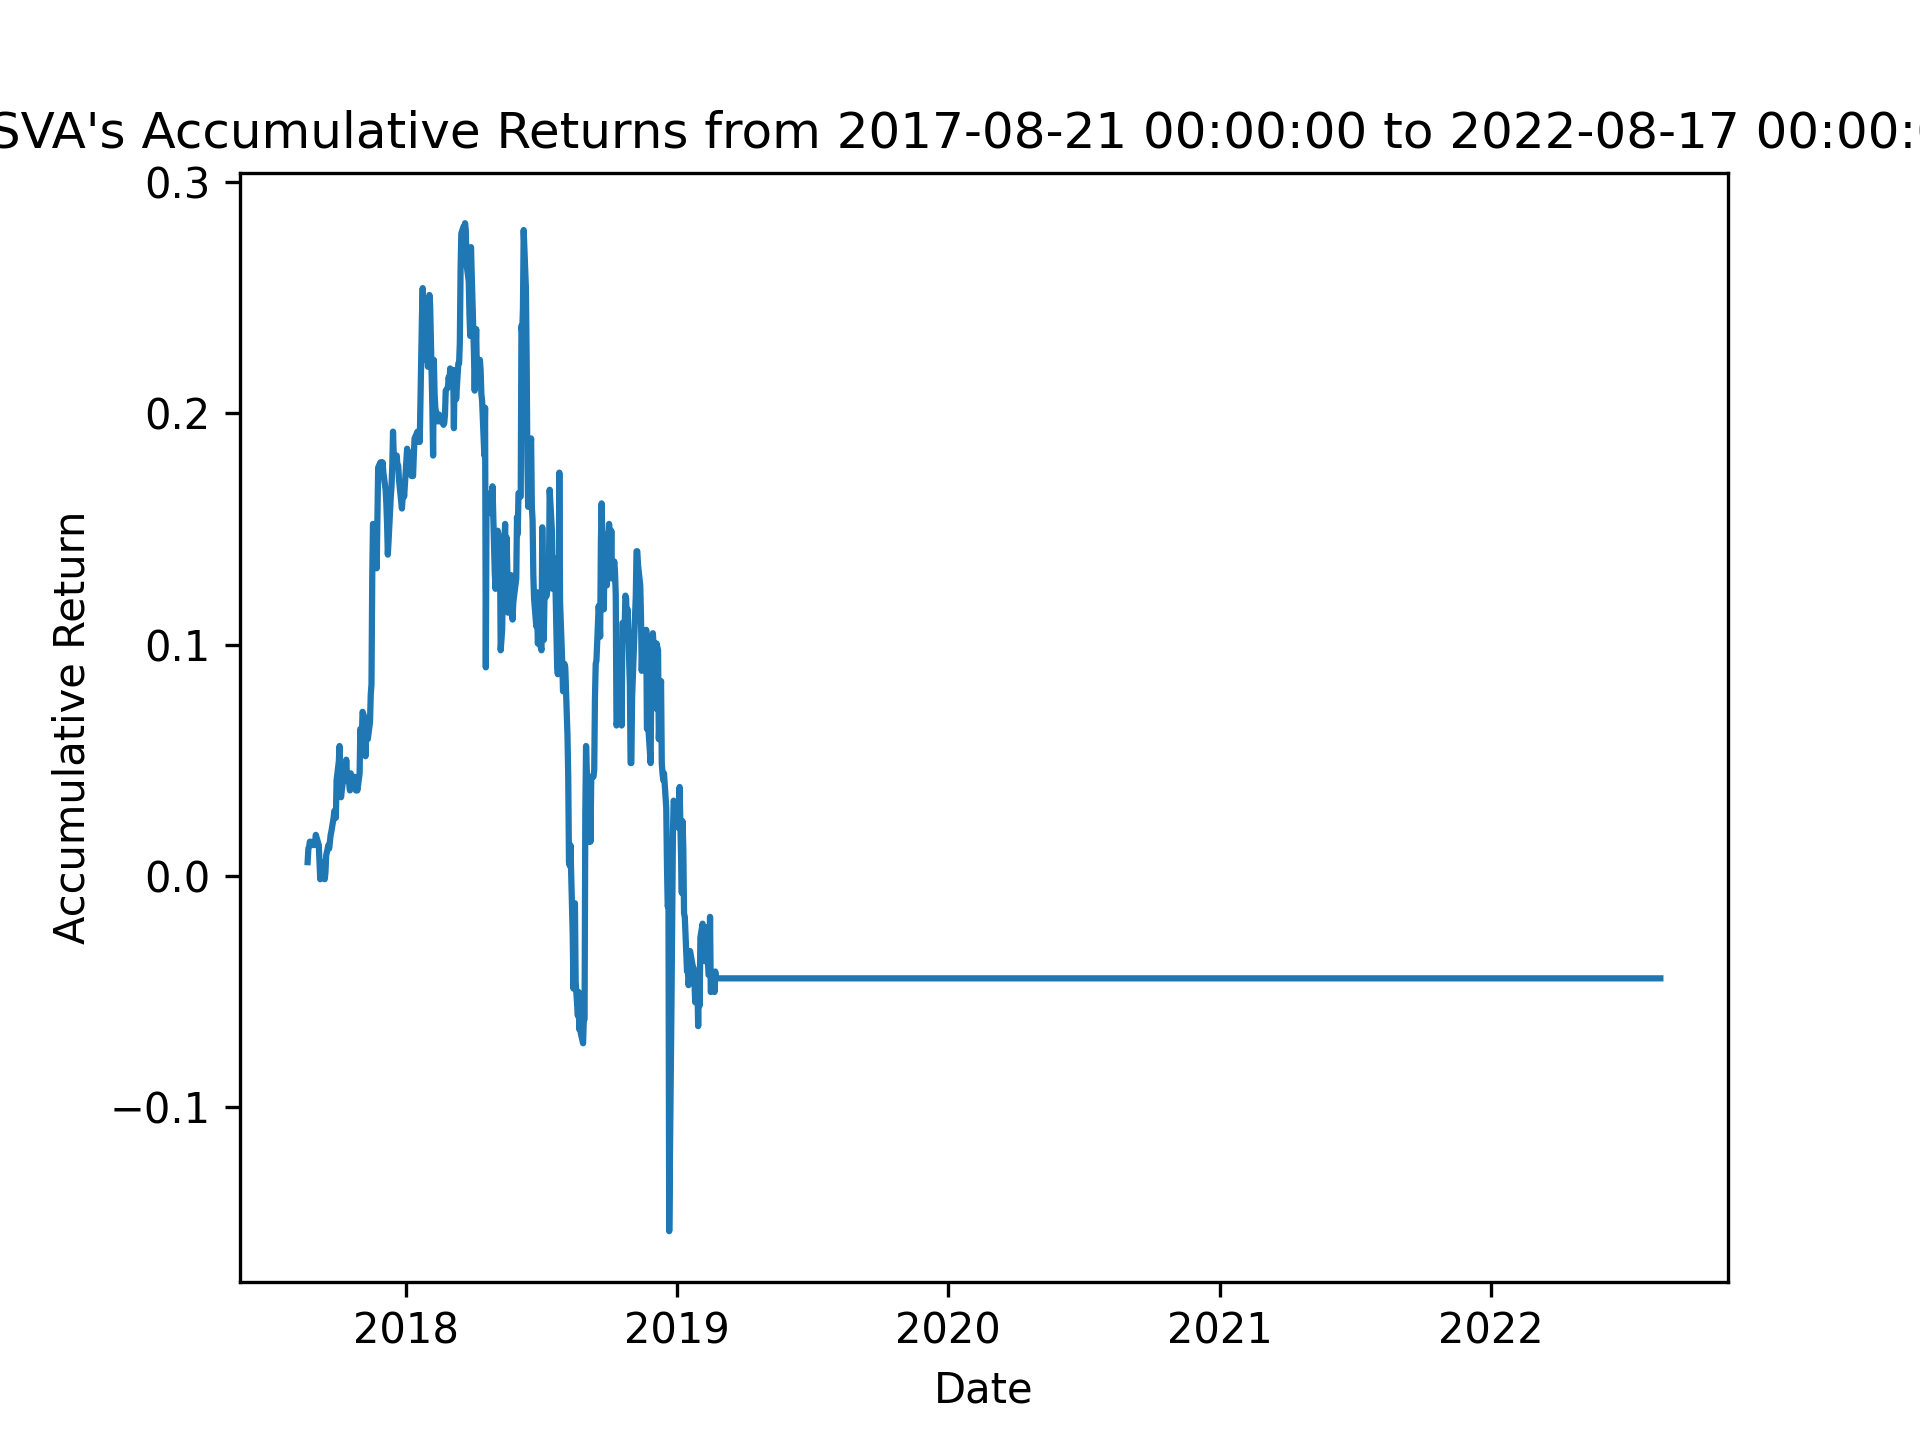 SVA's Accumulative Returns from 2017-08-21 00:00:00 to 2022-08-17 00:00:
0.3
0.2
0.1
0.0
−0.1
Accumulative Return
2018 2019 2020 2021 2022
Date